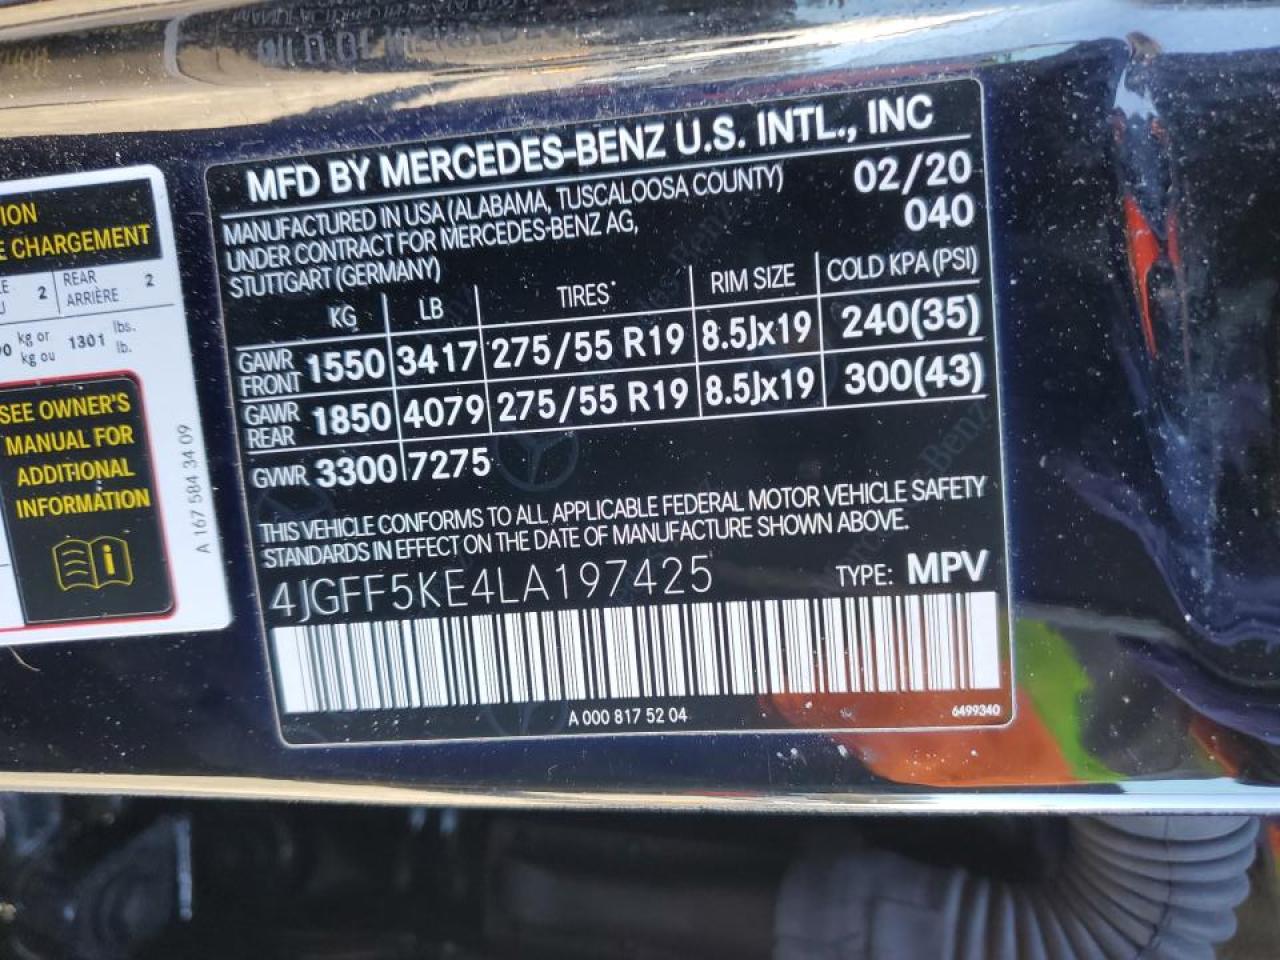 MFD BY MERCEDES-BENZ U.S. INTL., INC
MANUFACTURED IN USA (ALABAMA, TUSCALOOSA COUNTY) 02/20
UNDER CONTRACT FOR MERCEDES-BENZ AG, 040
STUTTGART (GERMANY)
KG LB TIRES* RIM SIZE COLD KPA (PSI)
GAWR FRONT 1550 3417 275/55 R19 8.5Jx19 240(35)
GAWR REAR 1850 4079 275/55 R19 8.5Jx19 300(43)
GVWR 3300 7275
THIS VEHICLE CONFORMS TO ALL APPLICABLE FEDERAL MOTOR VEHICLE SAFETY
STANDARDS IN EFFECT ON THE DATE OF MANUFACTURE SHOWN ABOVE.
4JGFF5KE4LA197425 TYPE: MPV
A 000 817 52 04
6499340
CHARGEMENT
2 REAR 2
ARRIÈRE
kg or 1301 lbs.
kg ou lb.
SEE OWNER'S
MANUAL FOR
ADDITIONAL
INFORMATION
A 167 584 34 09